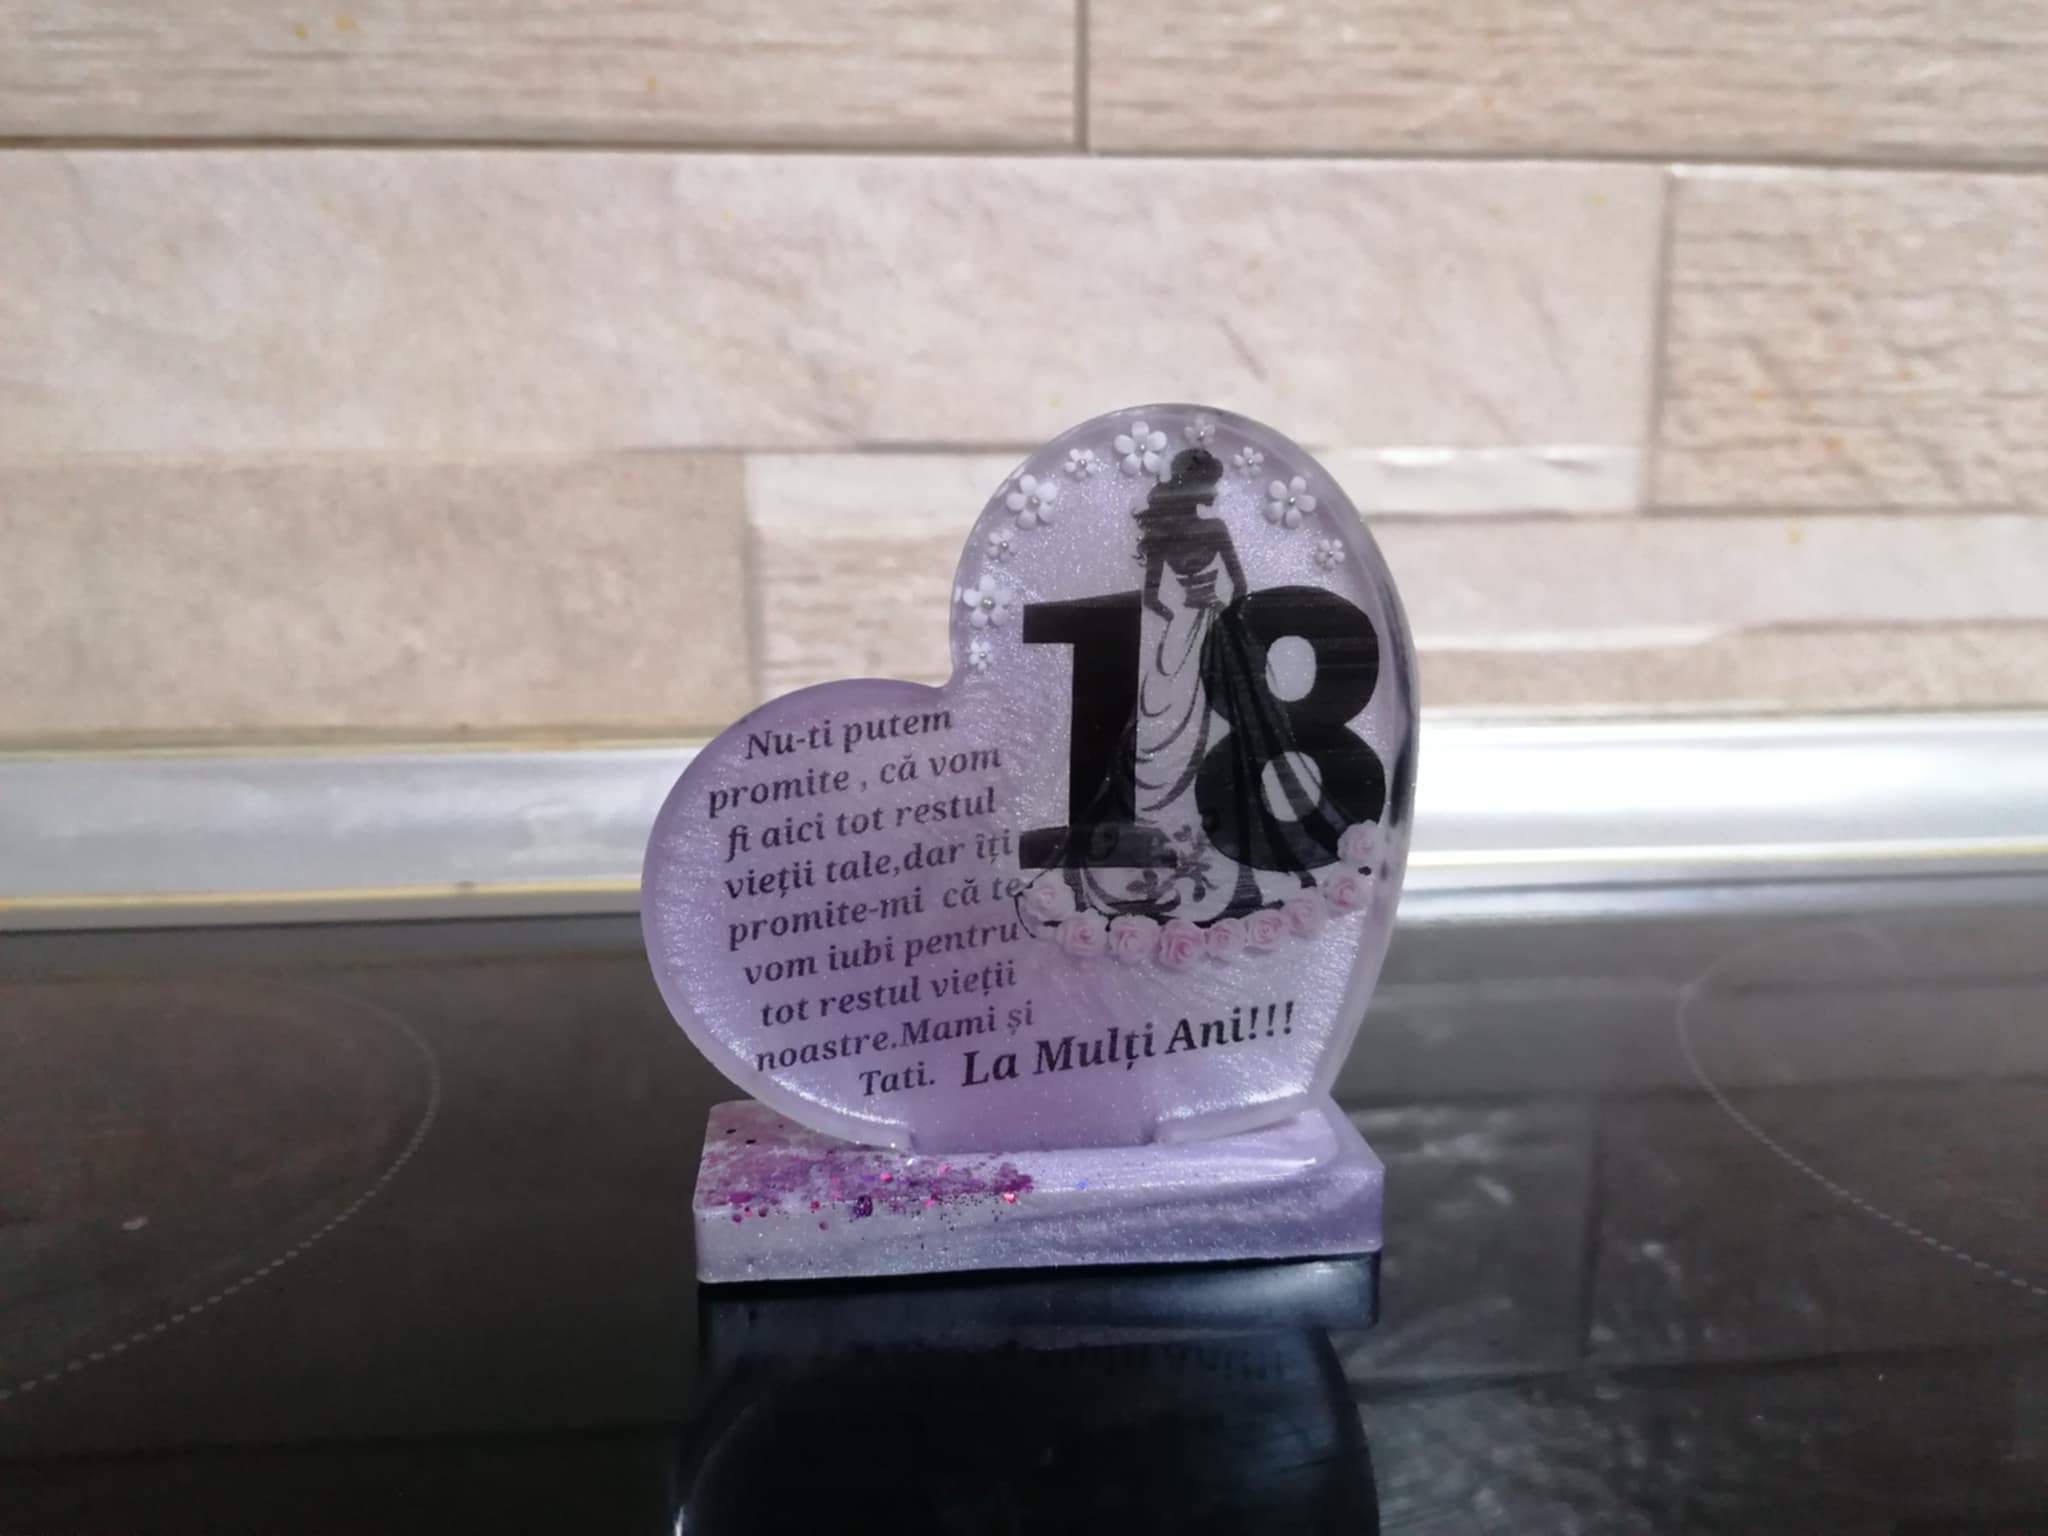 18
Nu-ti putem
promite , că vom
fi aici tot restul
vieții tale,dar îți
promite-mi că te
vom iubi pentru
tot restul vieții
noastre.Mami și
Tati. La Mulți Ani!!!